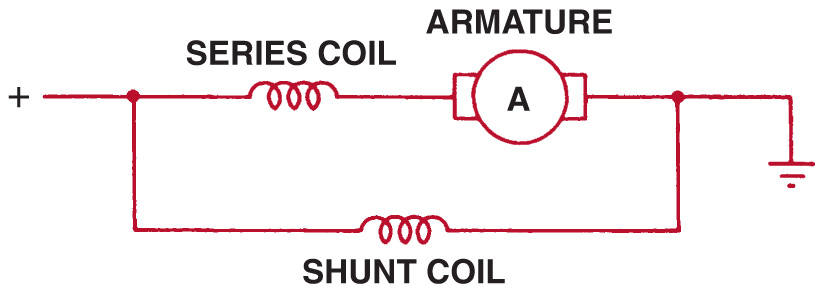 ARMATURE
SERIES COIL
+
A
SHUNT COIL